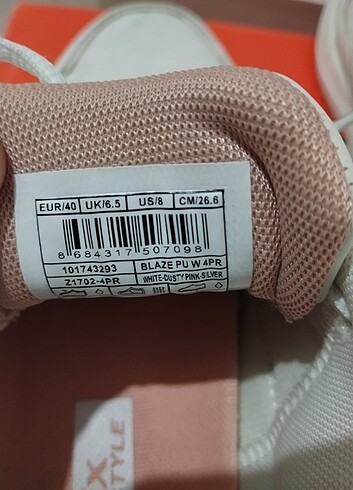 EUR/40 UK/6.5 US/8 CM/26.6
8 684317 507098
101743293 BLAZE PU W 4PR
Z1702-4PR WHITE-DUSTY PINK-SILVER
X
STYLE